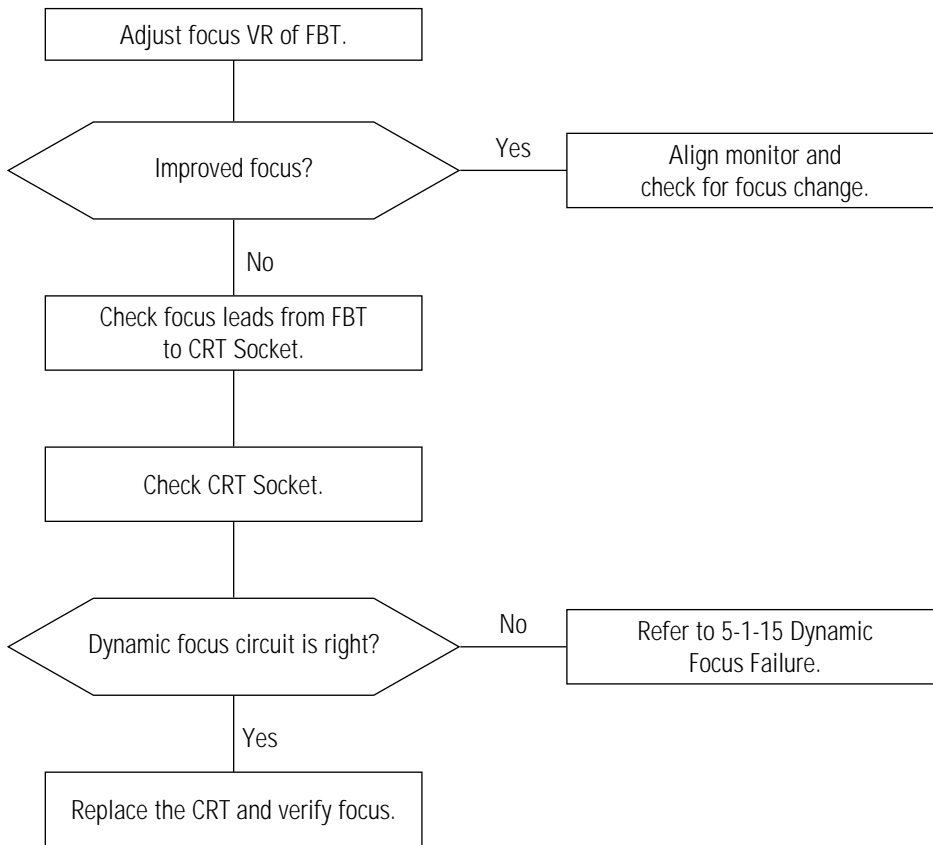 Adjust focus VR of FBT.
Improved focus?
Yes
Align monitor and
check for focus change.
No
Check focus leads from FBT
to CRT Socket.
Check CRT Socket.
Dynamic focus circuit is right?
No
Refer to 5-1-15 Dynamic
Focus Failure.
Yes
Replace the CRT and verify focus.